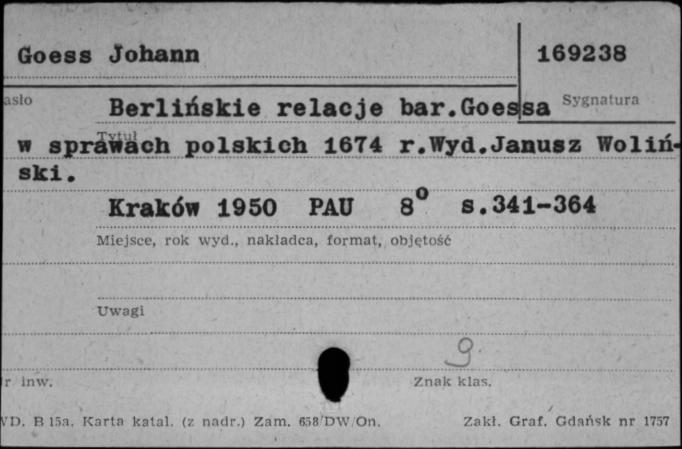 Goess Johann 169238
asło Sygnatura
Berlińskie relacje bar.Goessa
Tytuł
w sprawach polskich 1674 r.Wyd.Janusz Woliń-
ski.
Kraków 1950 PAU 8° s.341-364
Miejsce, rok wyd., nakładca, format, objętość
Uwagi
9.
r inw. Znak klas.
VD. B 15a. Karta katal. (z nadr.) Zam. 658/DW/On. Zakł. Graf. Gdańsk nr 1757